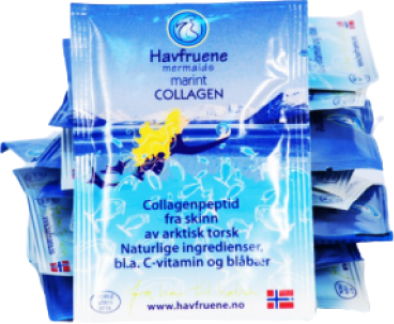 Havfruene
mermaids
marint
COLLAGEN
Collagenpeptid
fra skinn
av arktisk torsk
Naturlige ingredienser,
bl.a. C-vitamin og blåbær
www.havfruene.no